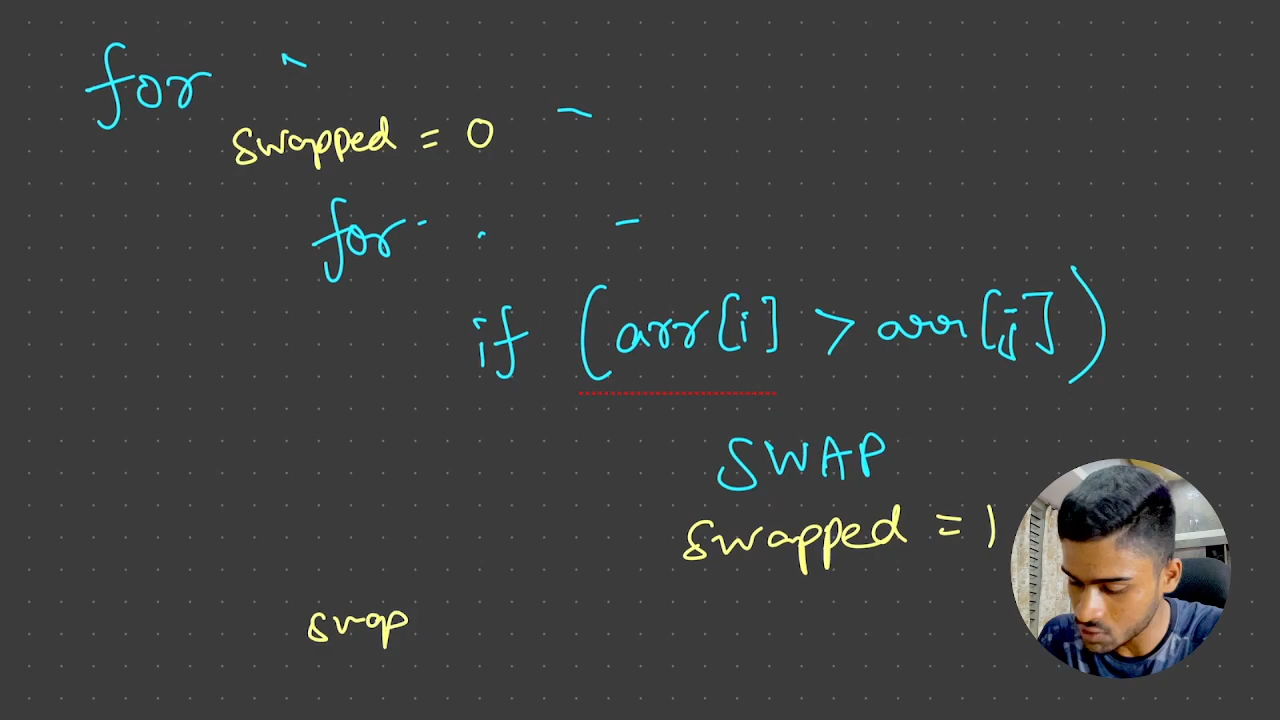 for
swapped = 0
for
if (arr[i] > arr[j])
SWAP
swapped = 1
swap